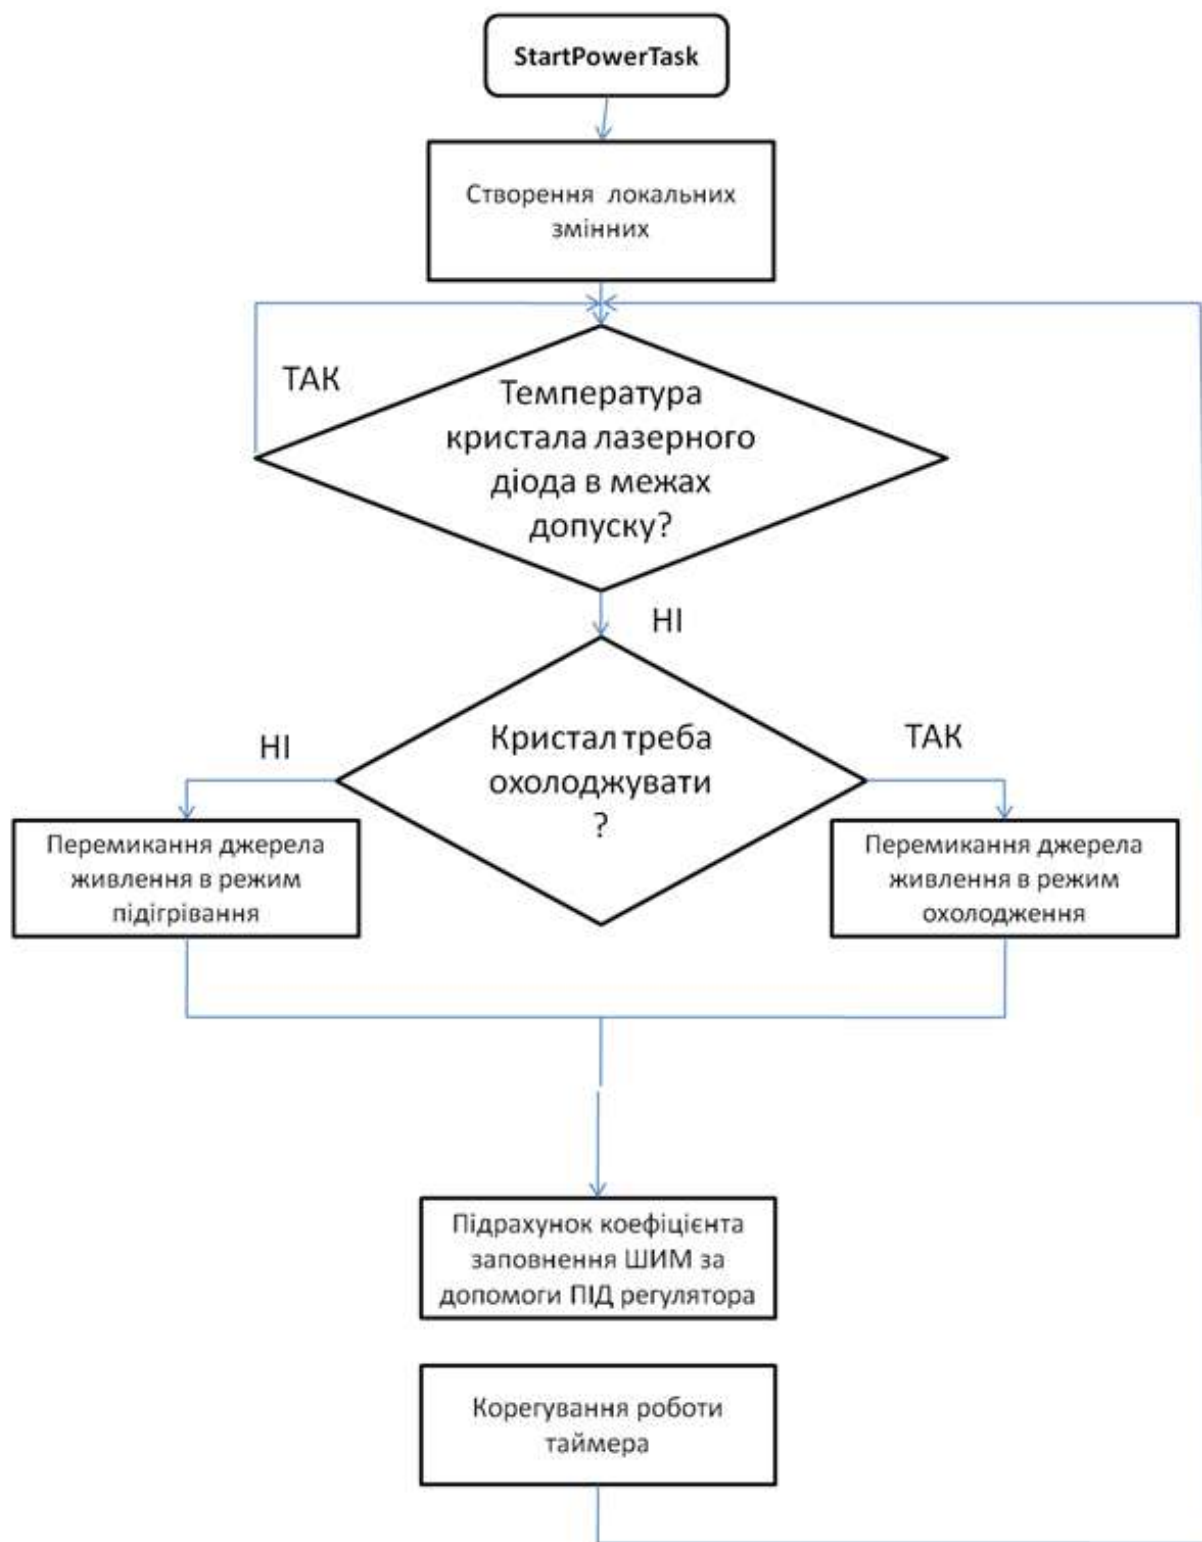 StartPowerTask
Створення локальних
змінних
ТАК
Температура
кристала лазерного
діода в межах
допуску?
НІ
Кристал треба
охолоджувати
?
НІ
ТАК
Перемикання джерела
живлення в режим
підігрівання
Перемикання джерела
живлення в режим
охолодження
Підрахунок коефіцієнта
заповнення ШИМ за
допомоги ПІД регулятора
Корегування роботи
таймера